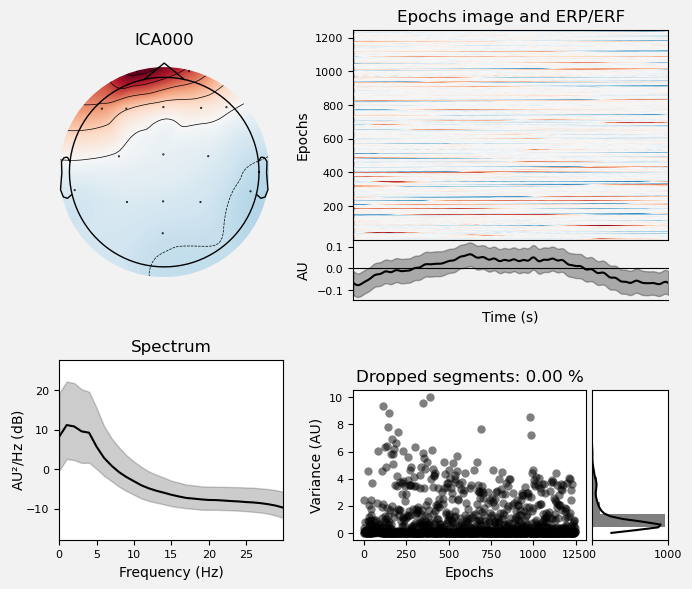 ICA000
Epochs image and ERP/ERF
Epochs
1200
1000
800
600
400
200
AU
0.1
0.0
−0.1
Time (s)
Spectrum
AU²/Hz (dB)
20
10
0
−10
0 5 10 15 20 25
Frequency (Hz)
Dropped segments: 0.00 %
Variance (AU)
10
8
6
4
2
0
0 250 500 750 1000 1250
Epochs
0 1000